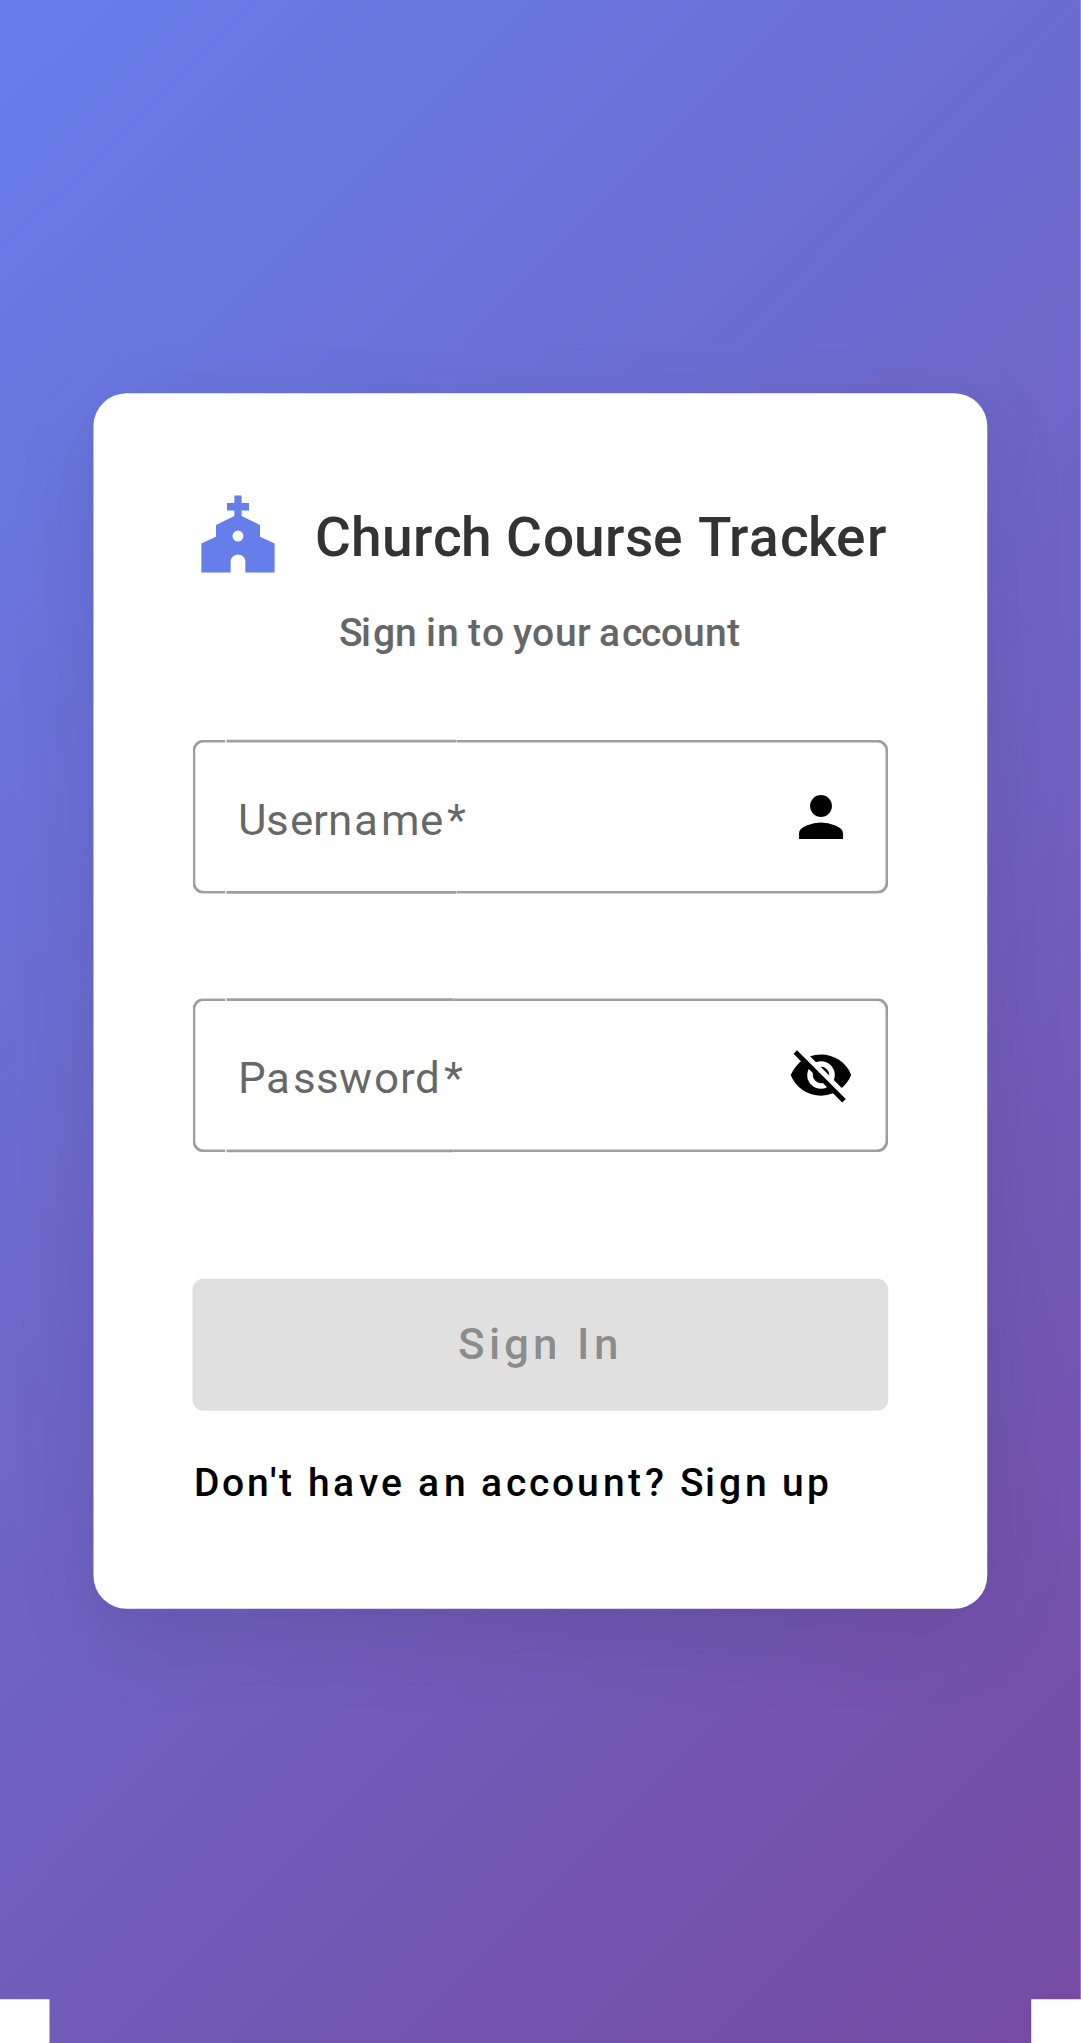 Church Course Tracker
Sign in to your account
Username*
Password*
Sign In
Don't have an account? Sign up